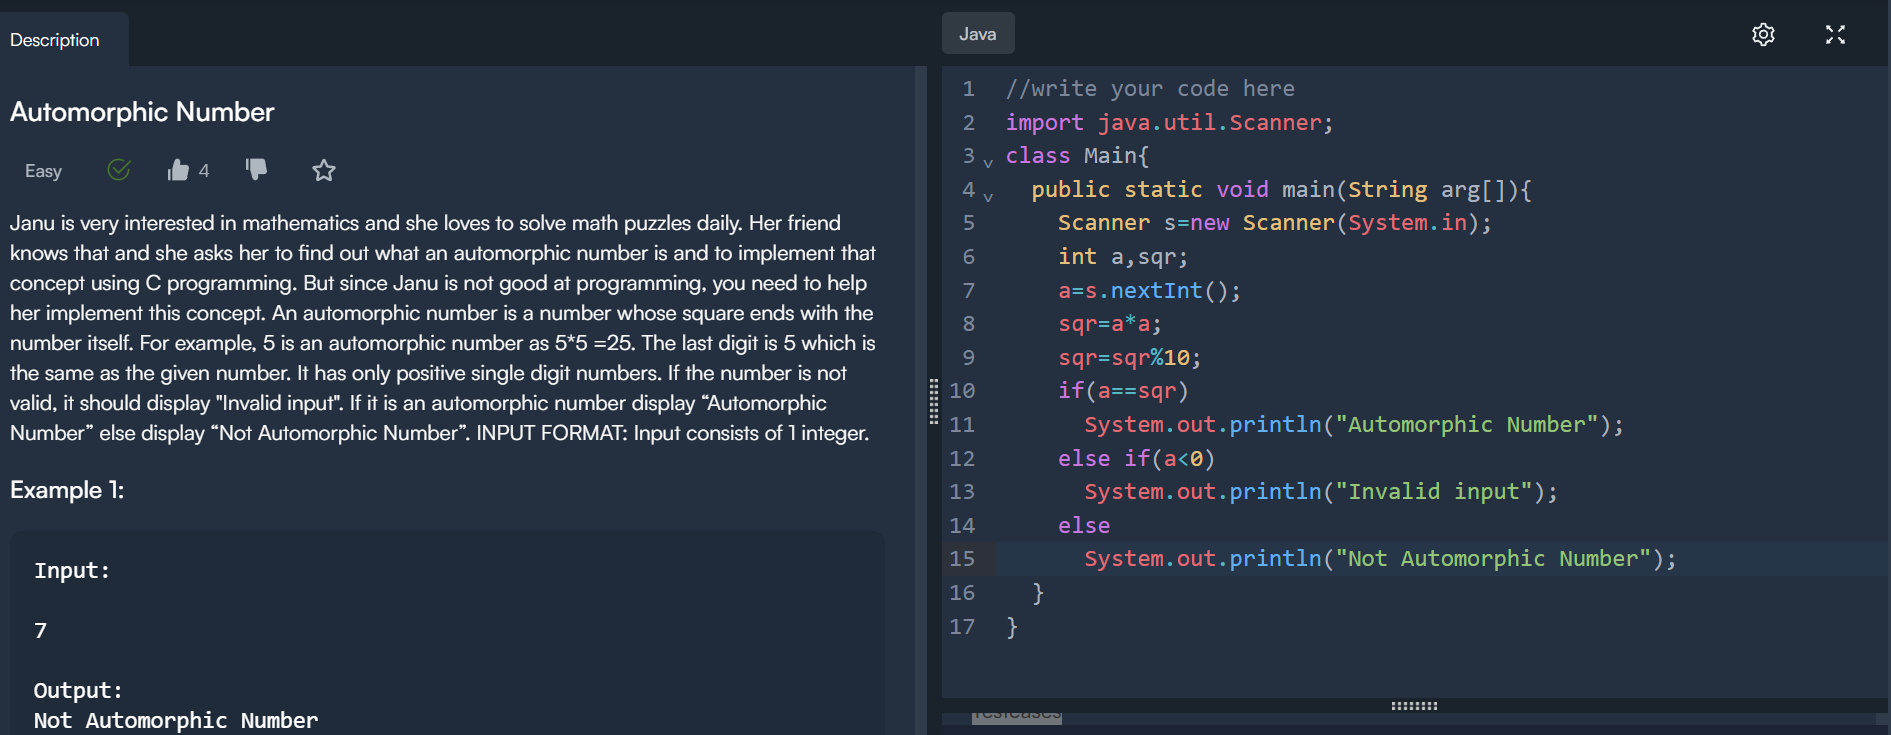 Description
Automorphic Number
Easy
4
Janu is very interested in mathematics and she loves to solve math puzzles daily. Her friend
knows that and she asks her to find out what an automorphic number is and to implement that
concept using C programming. But since Janu is not good at programming, you need to help
her implement this concept. An automorphic number is a number whose square ends with the
number itself. For example, 5 is an automorphic number as 5*5 =25. The last digit is 5 which is
the same as the given number. It has only positive single digit numbers. If the number is not
valid, it should display "Invalid input". If it is an automorphic number display “Automorphic
Number” else display “Not Automorphic Number”. INPUT FORMAT: Input consists of 1 integer.
Example 1:
Input:
7
Output:
Not Automorphic Number
Java
1 //write your code here
2 import java.util.Scanner;
3 class Main{
4 public static void main(String arg[]){
5 Scanner s=new Scanner(System.in);
6 int a,sqr;
7 a=s.nextInt();
8 sqr=a*a;
9 sqr=sqr%10;
10 if(a==sqr)
11 System.out.println("Automorphic Number");
12 else if(a<0)
13 System.out.println("Invalid input");
14 else
15 System.out.println("Not Automorphic Number");
16 }
17 }